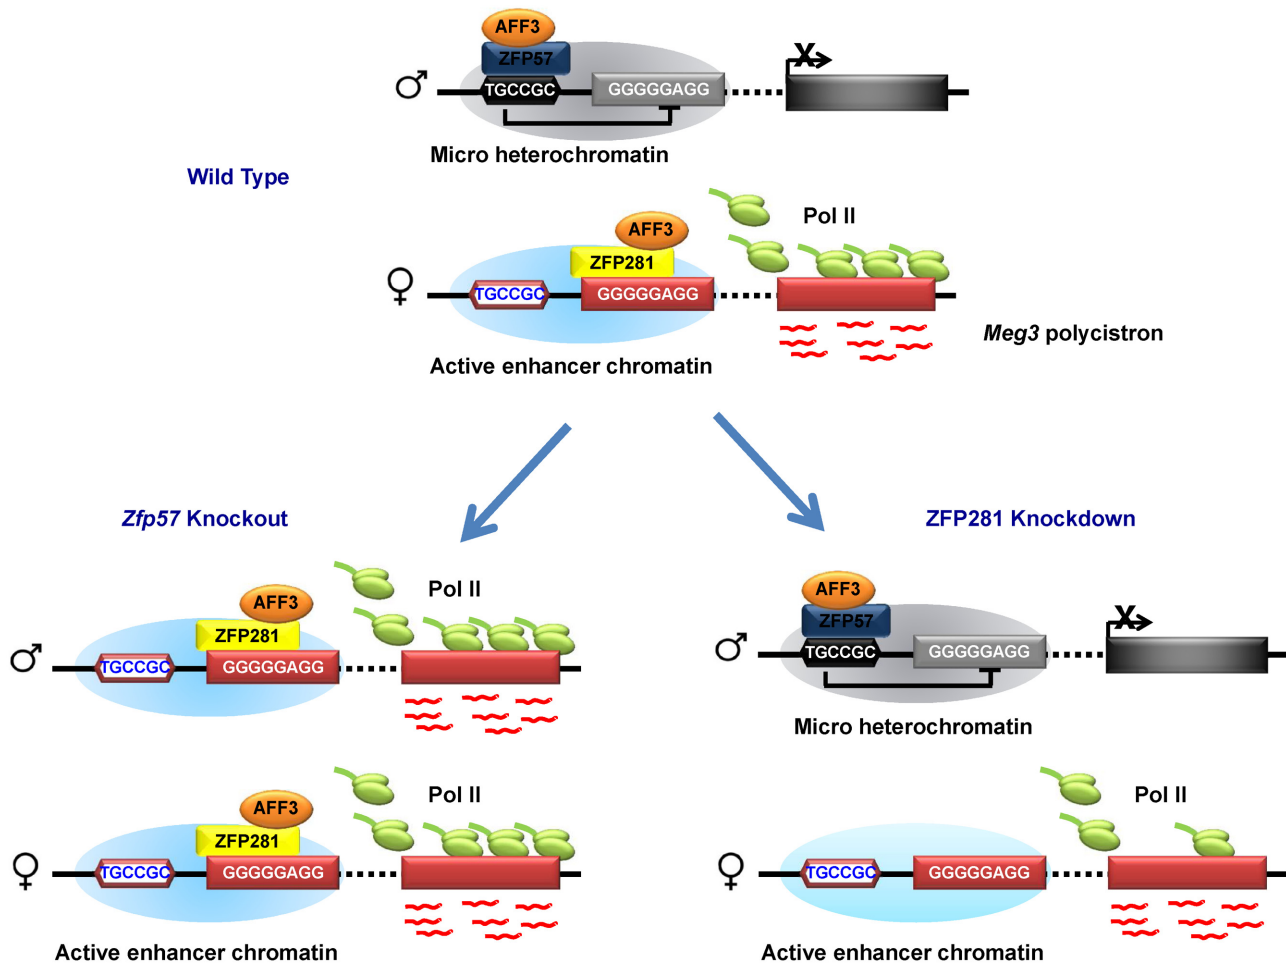 AFF3
ZFP57
TGCCGC
GGGGGAGG
X
♂
Micro heterochromatin
Wild Type
Pol II
AFF3
ZFP281
TGCCGC
GGGGGAGG
♀
Meg3 polycistron
Active enhancer chromatin
Zfp57 Knockout
Pol II
AFF3
ZFP281
♂
TGCCGC
GGGGGAGG
Pol II
AFF3
ZFP281
♀
TGCCGC
GGGGGAGG
Active enhancer chromatin
ZFP281 Knockdown
AFF3
ZFP57
X
♂
TGCCGC
GGGGGAGG
Micro heterochromatin
Pol II
♀
TGCCGC
GGGGGAGG
Active enhancer chromatin